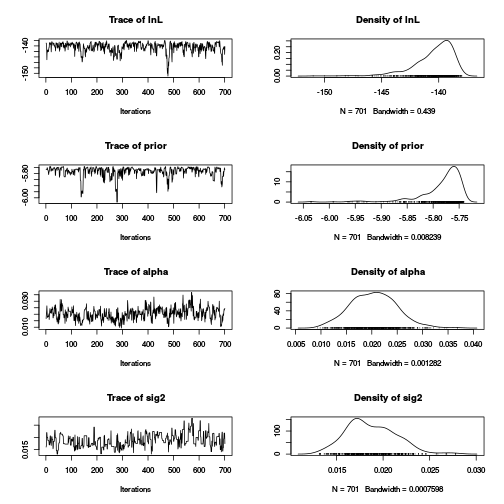 Trace of lnL
-150
-140
0 100 200 300 400 500 600 700
Iterations
Density of lnL
0.00
0.20
-150 -145 -140
N = 701 Bandwidth = 0.439
Trace of prior
-6.00
-5.80
0 100 200 300 400 500 600 700
Iterations
Density of prior
0
10
-6.05 -6.00 -5.95 -5.90 -5.85 -5.80 -5.75
N = 701 Bandwidth = 0.008239
Trace of alpha
0.010
0.030
0 100 200 300 400 500 600 700
Iterations
Density of alpha
0
40
80
0.005 0.010 0.015 0.020 0.025 0.030 0.035 0.040
N = 701 Bandwidth = 0.001282
Trace of sig2
0.015
0 100 200 300 400 500 600 700
Iterations
Density of sig2
0
100
0.015 0.020 0.025 0.030
N = 701 Bandwidth = 0.0007598